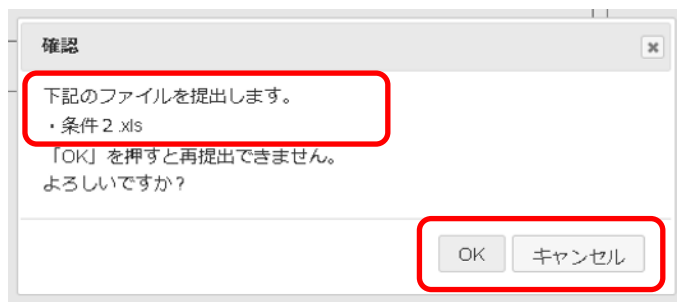 確認
下記のファイルを提出します。
・条件２.xls
「OK」を押すと再提出できません。
よろしいですか？
OK キャンセル